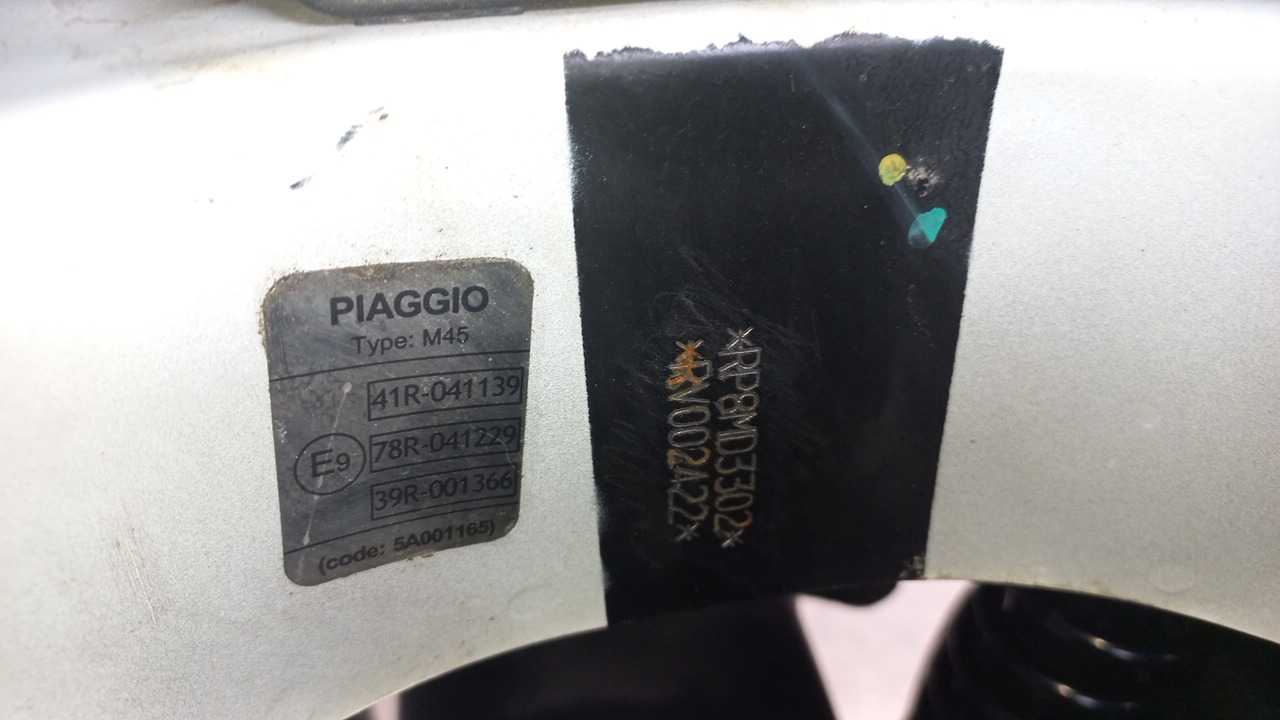 PIAGGIO
Type: M45
41R-041139
E9
78R-041229
39R-001366
(code: 5A001165)
*RP8MD3302*
*RV002422*